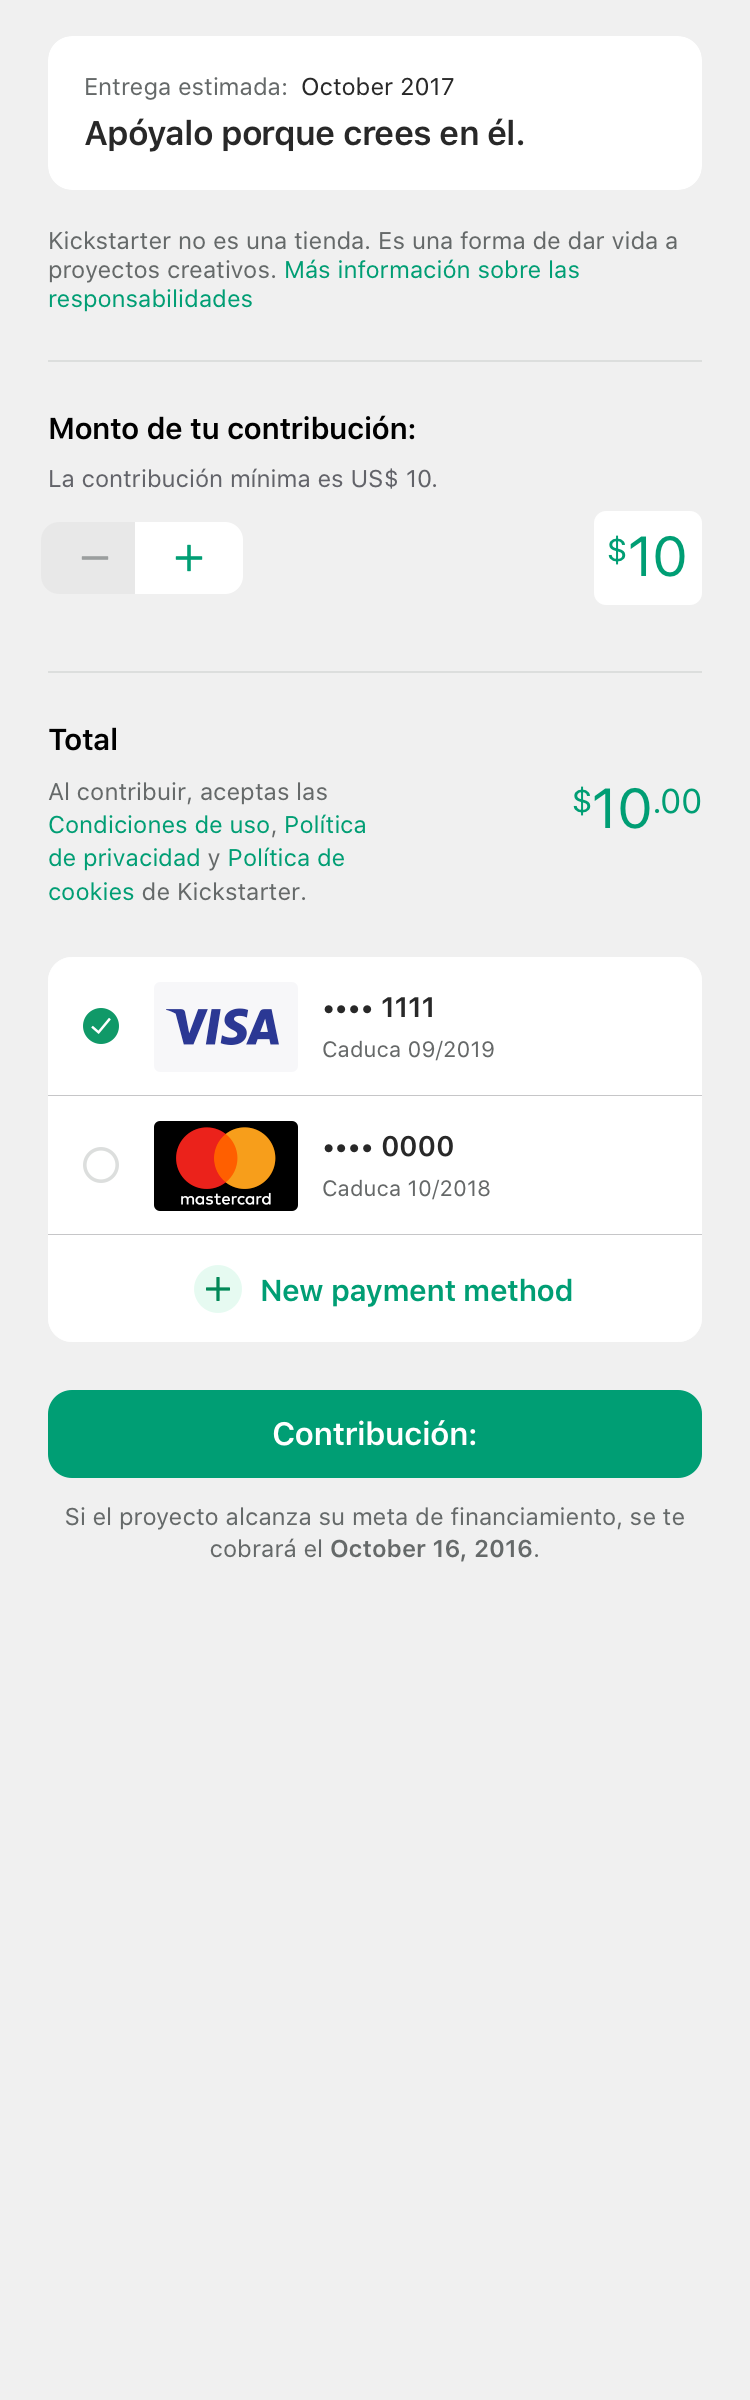 Entrega estimada: October 2017
Apóyalo porque crees en él.
Kickstarter no es una tienda. Es una forma de dar vida a
proyectos creativos. Más información sobre las
responsabilidades
Monto de tu contribución:
La contribución mínima es US$ 10.
$10
Total
Al contribuir, aceptas las
Condiciones de uso, Política
de privacidad y Política de
cookies de Kickstarter.
$10.00
VISA
•••• 1111
Caduca 09/2019
mastercard
•••• 0000
Caduca 10/2018
New payment method
Contribución:
Si el proyecto alcanza su meta de financiamiento, se te
cobrará el October 16, 2016.